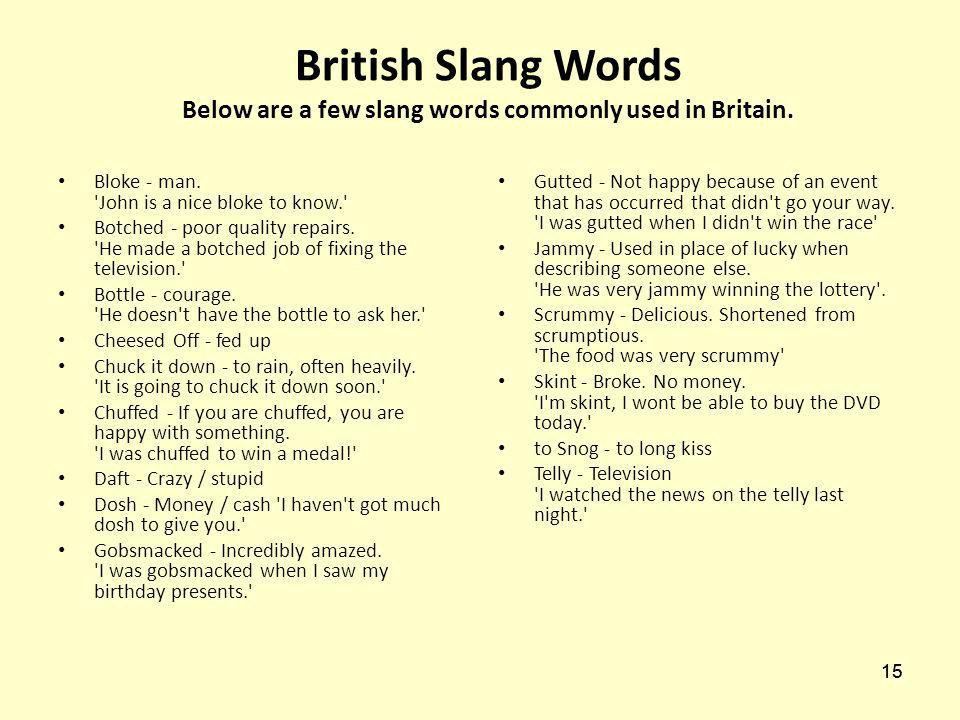 British Slang Words
Below are a few slang words commonly used in Britain.
• Bloke - man.
'John is a nice bloke to know.'
• Botched - poor quality repairs.
'He made a botched job of fixing the
television.'
• Bottle - courage.
'He doesn't have the bottle to ask her.'
• Cheesed Off - fed up
• Chuck it down - to rain, often heavily.
'It is going to chuck it down soon.'
• Chuffed - If you are chuffed, you are
happy with something.
'I was chuffed to win a medal!'
• Daft - Crazy / stupid
• Dosh - Money / cash 'I haven't got much
dosh to give you.'
• Gobsmacked - Incredibly amazed.
'I was gobsmacked when I saw my
birthday presents.'
• Gutted - Not happy because of an event
that has occurred that didn't go your way.
'I was gutted when I didn't win the race'
• Jammy - Used in place of lucky when
describing someone else.
'He was very jammy winning the lottery'.
• Scrummy - Delicious. Shortened from
scrumptious.
'The food was very scrummy'
• Skint - Broke. No money.
'I'm skint, I wont be able to buy the DVD
today.'
• to Snog - to long kiss
• Telly - Television
'I watched the news on the telly last
night.'
15